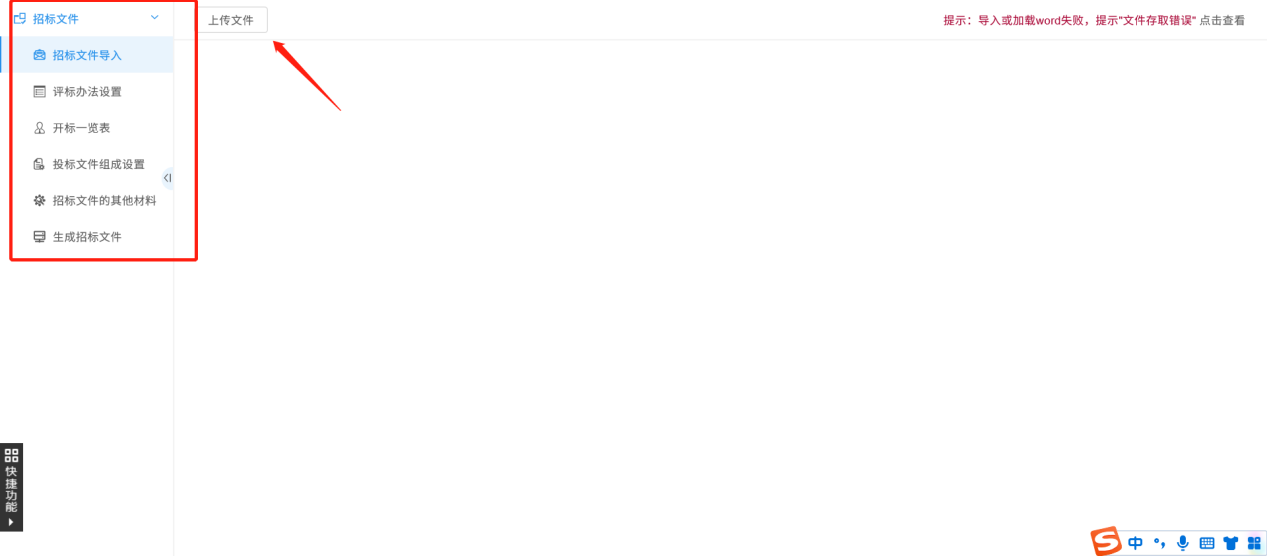 招标文件
上传文件
提示：导入或加载word失败，提示"文件存取错误" 点击查看
招标文件导入
评标办法设置
开标一览表
投标文件组成设置
招标文件的其他材料
生成招标文件
快捷功能
S 中